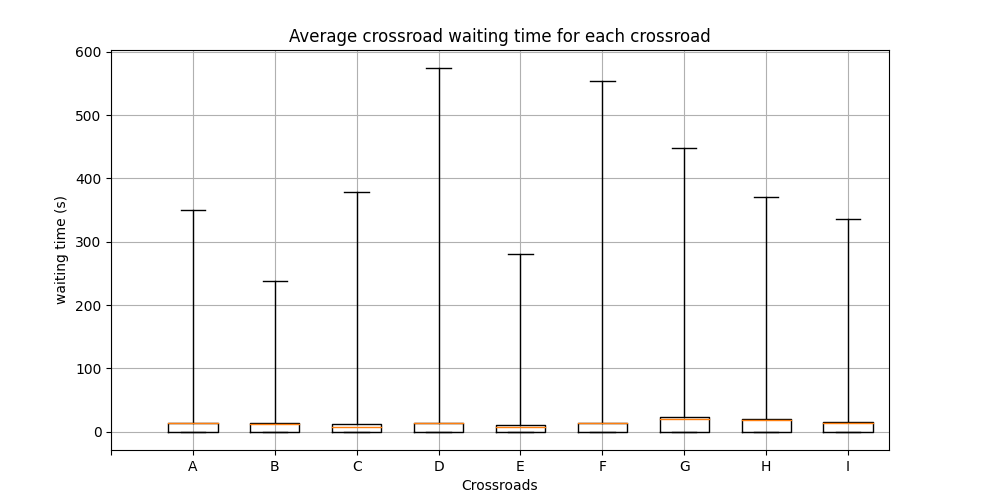 Average crossroad waiting time for each crossroad
600
500
400
300
200
100
0
waiting time (s)
A B C D E F G H I
Crossroads